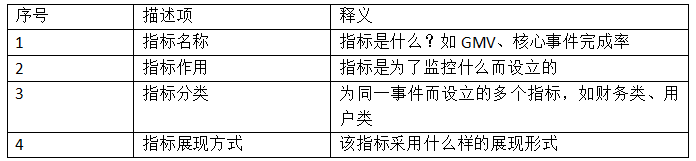 序号 描述项 释义
1 指标名称 指标是什么？如 GMV、核心事件完成率
2 指标作用 指标是为了监控什么而设立的
3 指标分类 为同一事件而设立的多个指标，如财务类、用
户类
4 指标展现方式 该指标采用什么样的展现形式